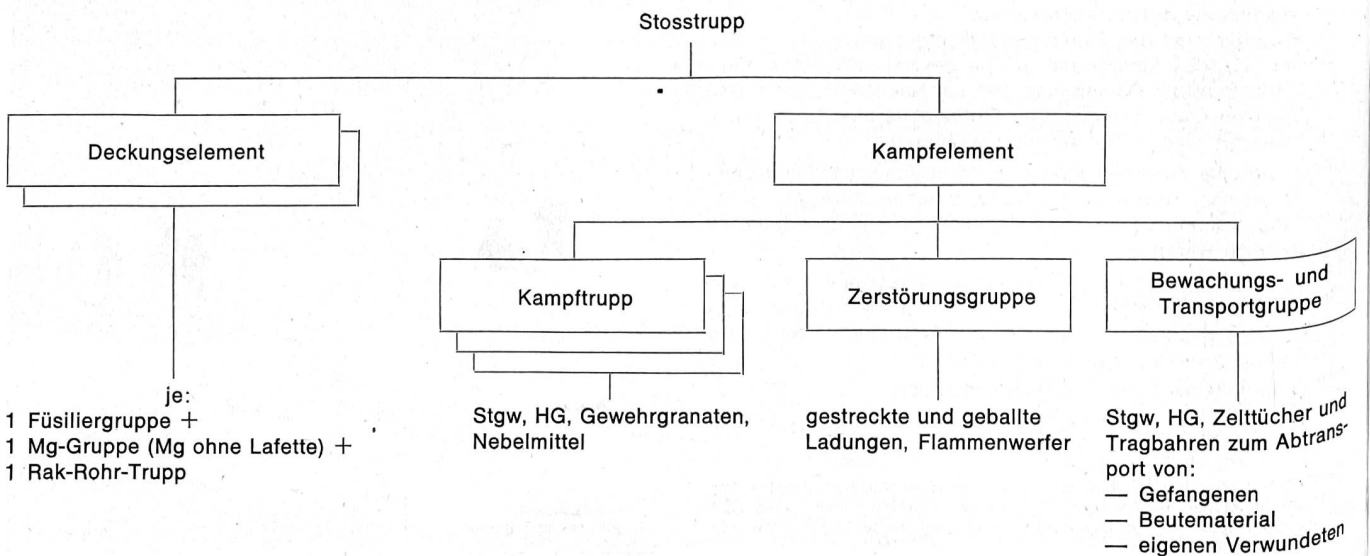 Stosstrupp
Deckungselement
Kampfelement
Kampftrupp
Zerstörungsgruppe
Bewachungs- und
Transportgruppe
je:
1 Füsiliergruppe +
1 Mg-Gruppe (Mg ohne Lafette) +
1 Rak-Rohr-Trupp
Stgw, HG, Gewehrgranaten,
Nebelmittel
gestreckte und geballte
Ladungen, Flammenwerfer
Stgw, HG, Zelttücher und
Tragbahren zum Abtrans-
port von:
— Gefangenen
— Beutematerial
— eigenen Verwundeten